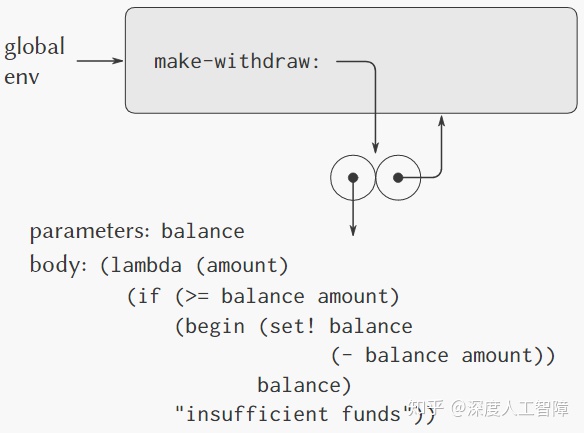 global
env
make-withdraw:
parameters: balance
body: (lambda (amount)
(if (>= balance amount)
(begin (set! balance
(- balance amount))
balance)
"insufficient funds"))
知乎 @深度人工智障